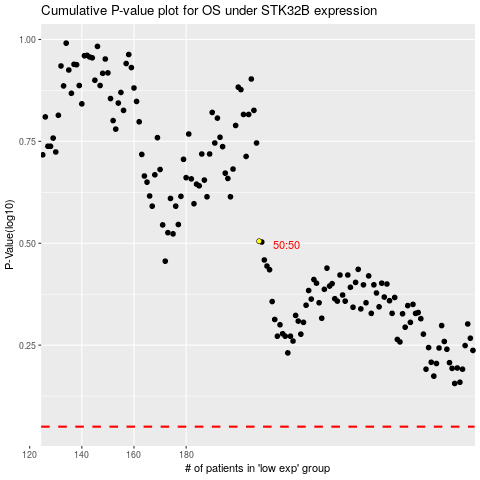 Cumulative P-value plot for OS under STK32B expression
1.00
0.75
0.50
0.25
P-Value(log10)
50:50
120 140 160 180
# of patients in 'low exp' group